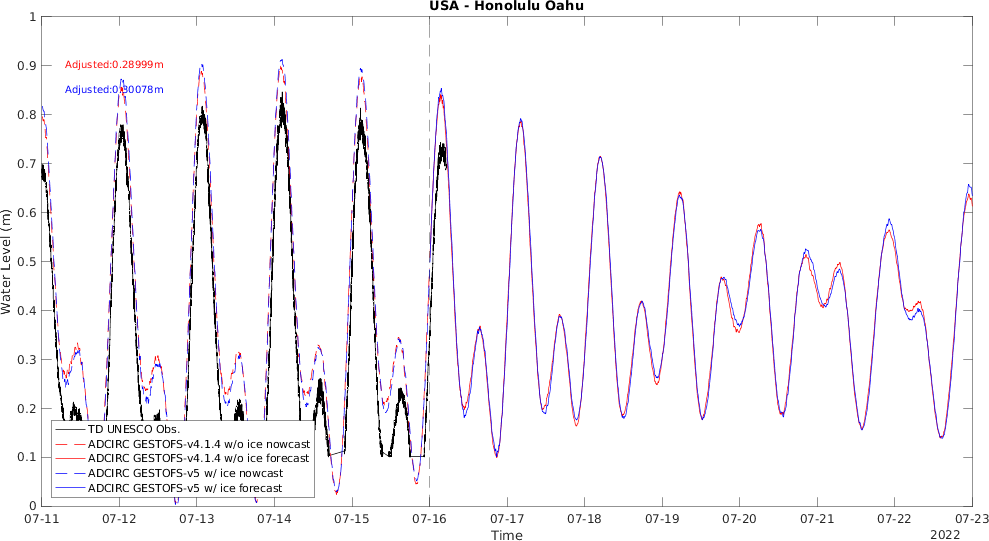 USA - Honolulu Oahu
1
0.9
0.8
0.7
0.6
0.5
0.4
0.3
0.2
0.1
0
Water Level (m)
Adjusted:0.28999m
Adjusted:0.30078m
TD UNESCO Obs.
ADCIRC GESTOFS-v4.1.4 w/o ice nowcast
ADCIRC GESTOFS-v4.1.4 w/o ice forecast
ADCIRC GESTOFS-v5 w/ ice nowcast
ADCIRC GESTOFS-v5 w/ ice forecast
07-11 07-12 07-13 07-14 07-15 07-16 07-17 07-18 07-19 07-20 07-21 07-22 07-23
Time
2022